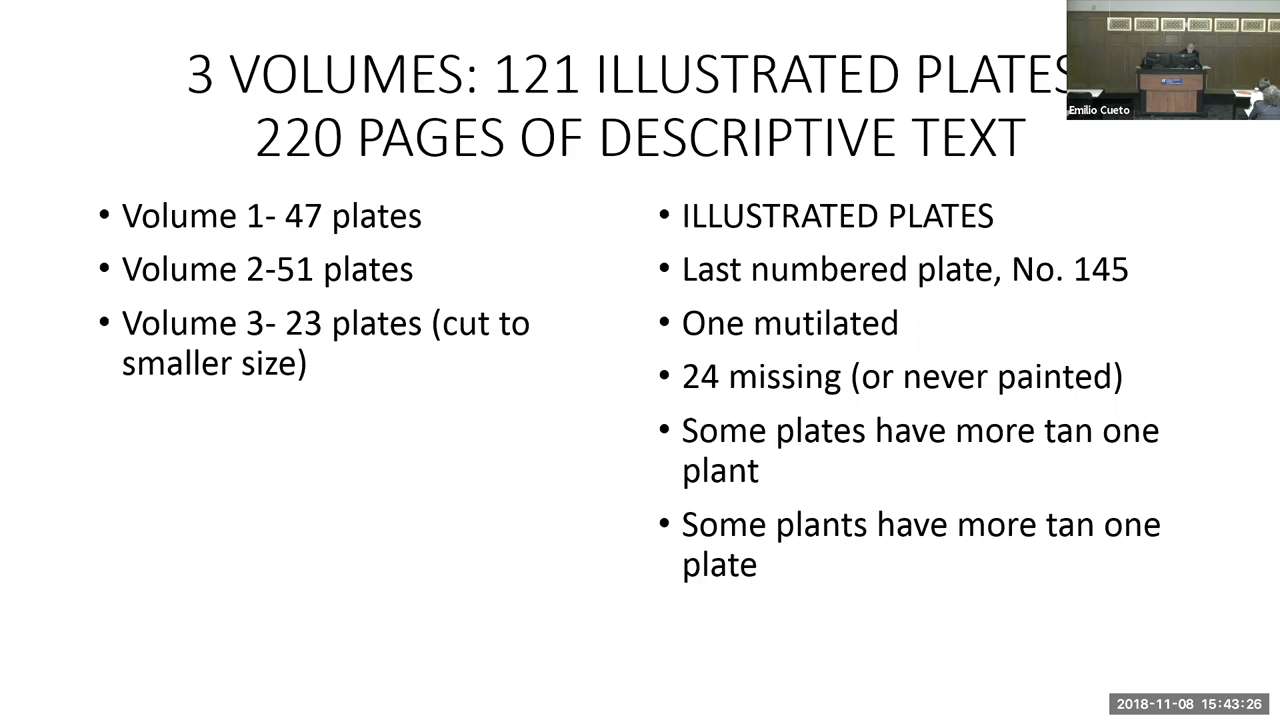 3 VOLUMES: 121 ILLUSTRATED PLATES
220 PAGES OF DESCRIPTIVE TEXT
Emilio Cueto
• Volume 1- 47 plates
• Volume 2-51 plates
• Volume 3- 23 plates (cut to
smaller size)
• ILLUSTRATED PLATES
• Last numbered plate, No. 145
• One mutilated
• 24 missing (or never painted)
• Some plates have more tan one
plant
• Some plants have more tan one
plate
2018-11-08 15:43:26